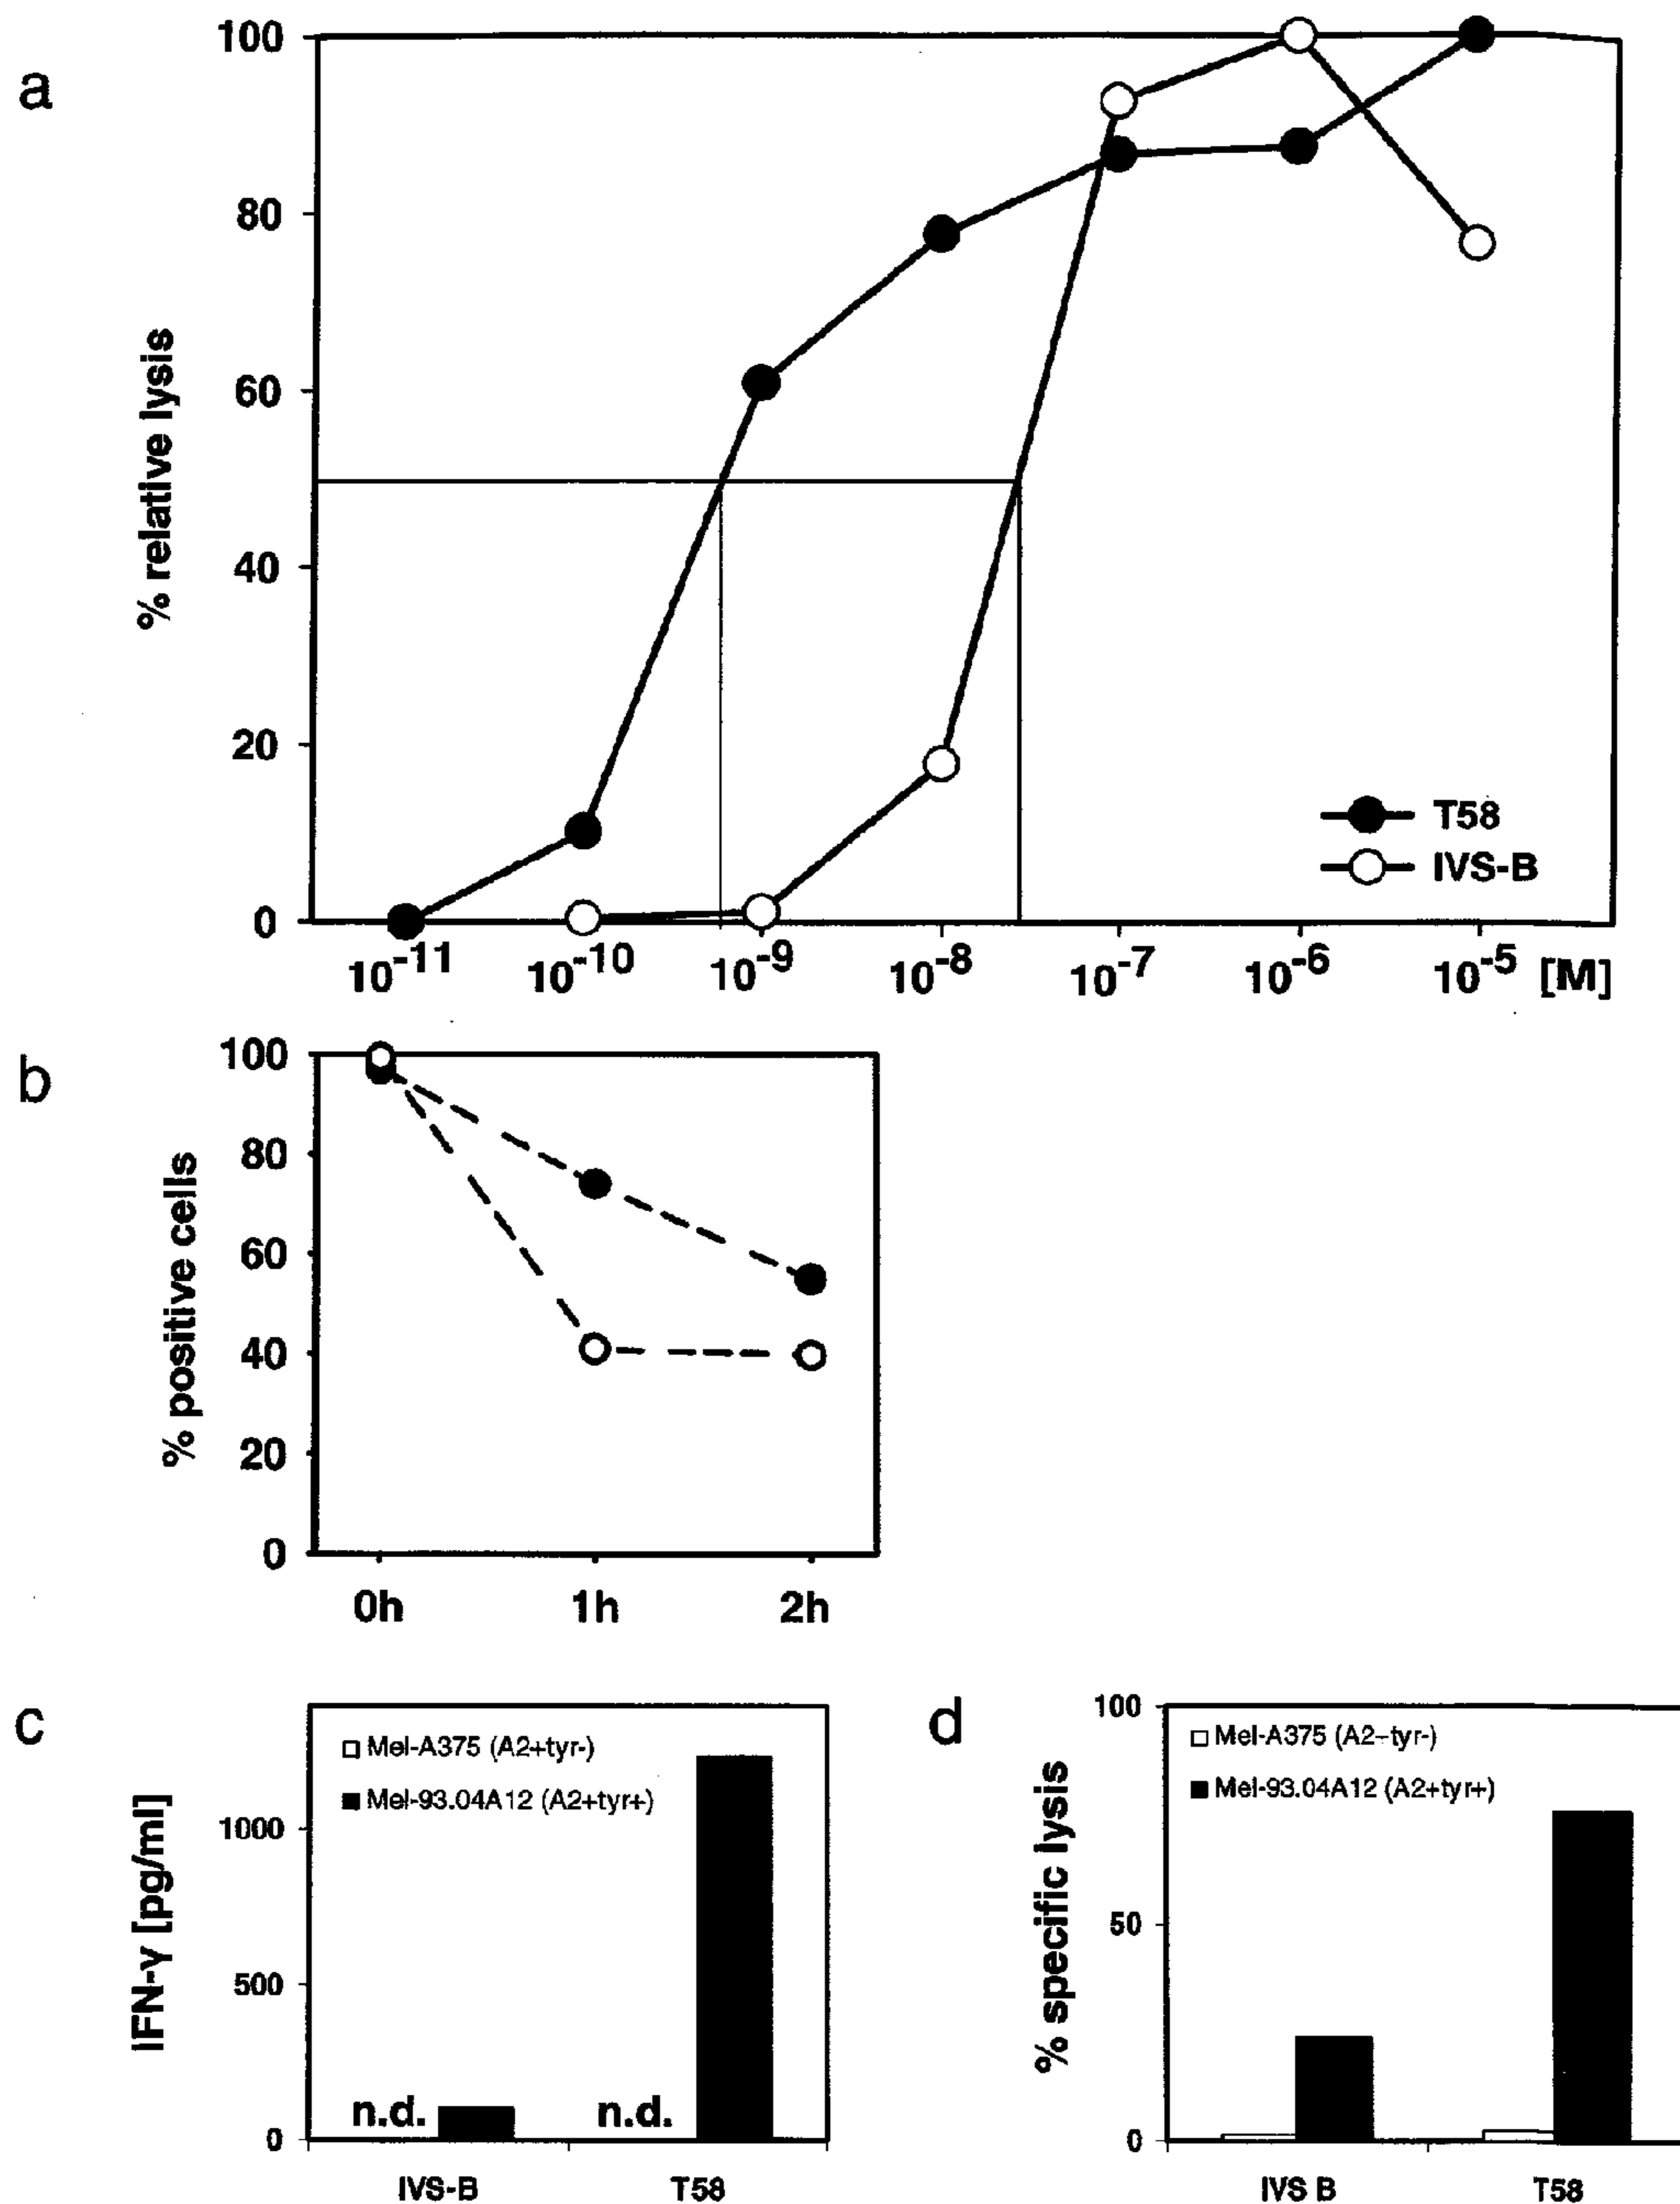 a
% relative lysis
100
80
60
40
20
0
10-11 10-10 10-9 10-8 10-7 10-6 10-5 [M]
T58
IVS-B
b
% positive cells
100
80
60
40
20
0
0h 1h 2h
c
IFN-γ [pg/ml]
1000
500
0
Mel-A375 (A2+tyr-)
Mel-93.04A12 (A2+tyr+)
n.d. n.d.
IVS-B T58
d
% specific lysis
100
50
0
Mel-A375 (A2-tyr-)
Mel-93.04A12 (A2+tyr+)
IVS B T58